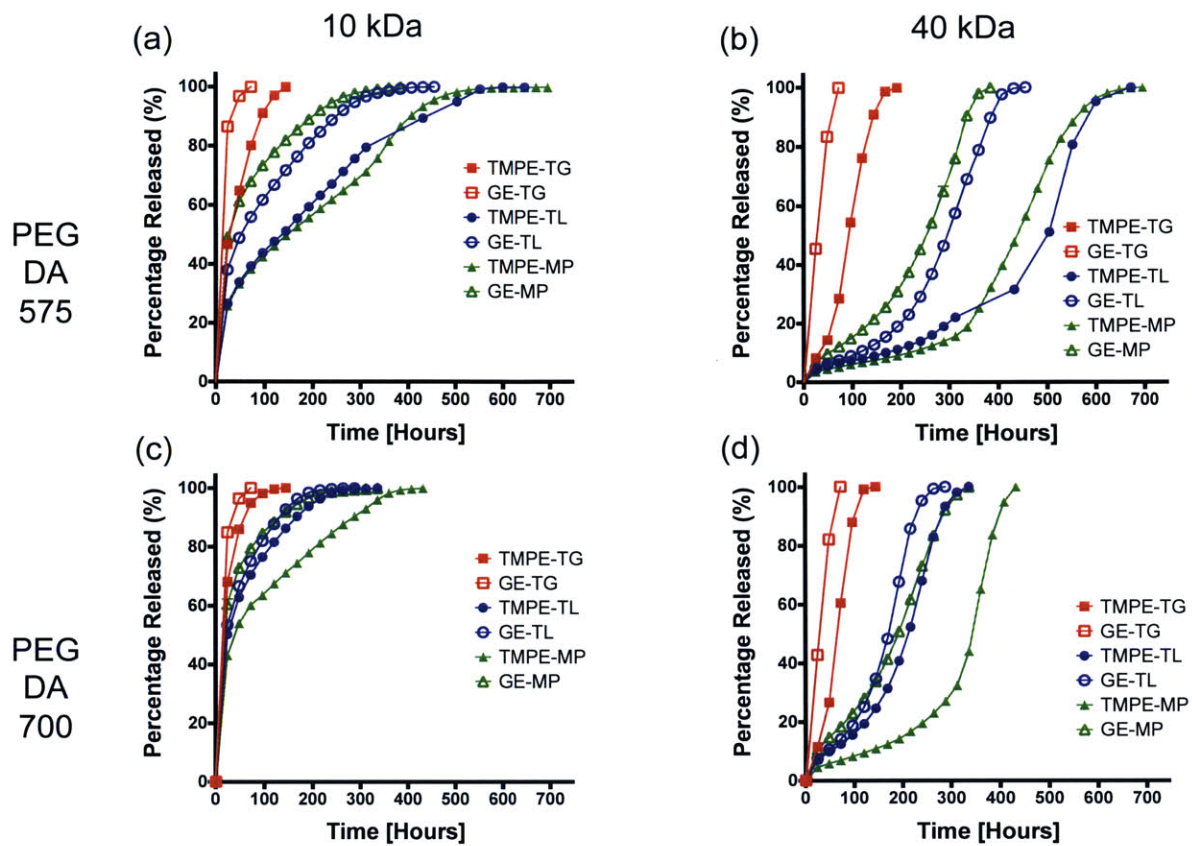 10 kDa
40 kDa
PEG
DA
575
(a)
Percentage Released (%)
100
80
60
40
20
0
0 100 200 300 400 500 600 700
Time [Hours]
TMPE-TG
GE-TG
TMPE-TL
GE-TL
TMPE-MP
GE-MP
(b)
Percentage Released (%)
100
80
60
40
20
0
0 100 200 300 400 500 600 700
Time [Hours]
TMPE-TG
GE-TG
TMPE-TL
GE-TL
TMPE-MP
GE-MP
PEG
DA
700
(c)
Percentage Released (%)
100
80
60
40
20
0
0 100 200 300 400 500 600 700
Time [Hours]
TMPE-TG
GE-TG
TMPE-TL
GE-TL
TMPE-MP
GE-MP
(d)
Percentage Released (%)
100
80
60
40
20
0
0 100 200 300 400 500 600 700
Time [Hours]
TMPE-TG
GE-TG
TMPE-TL
GE-TL
TMPE-MP
GE-MP